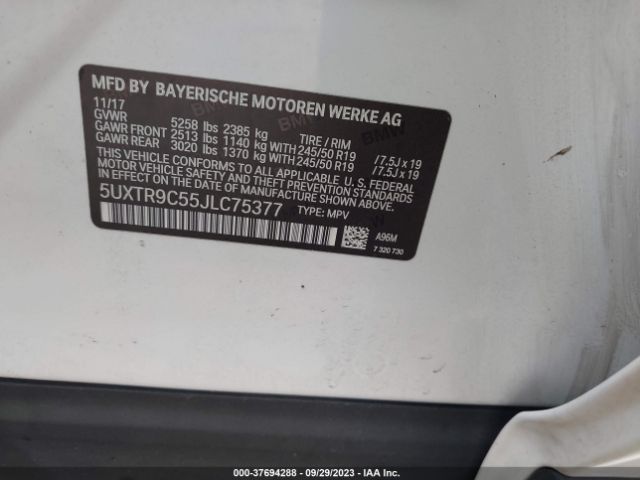 MFD BY BAYERISCHE MOTOREN WERKE AG
11/17
GVWR 5258 lbs 2385 kg TIRE / RIM
GAWR FRONT 2513 lbs 1140 kg WITH 245/50 R19 /7.5J x 19
GAWR REAR 3020 lbs 1370 kg WITH 245/50 R19 /7.5J x 19
THIS VEHICLE CONFORMS TO ALL APPLICABLE U.S. FEDERAL
MOTOR VEHICLE SAFETY, BUMPER, AND
THEFT PREVENTION STANDARDS IN EFFECT ON THE DATE OF
MANUFACTURE SHOWN ABOVE.
5UXTR9C55JLC75377 TYPE: MPV
A96M
7 320 730
000-37694288 - 09/29/2023 - IAA Inc.